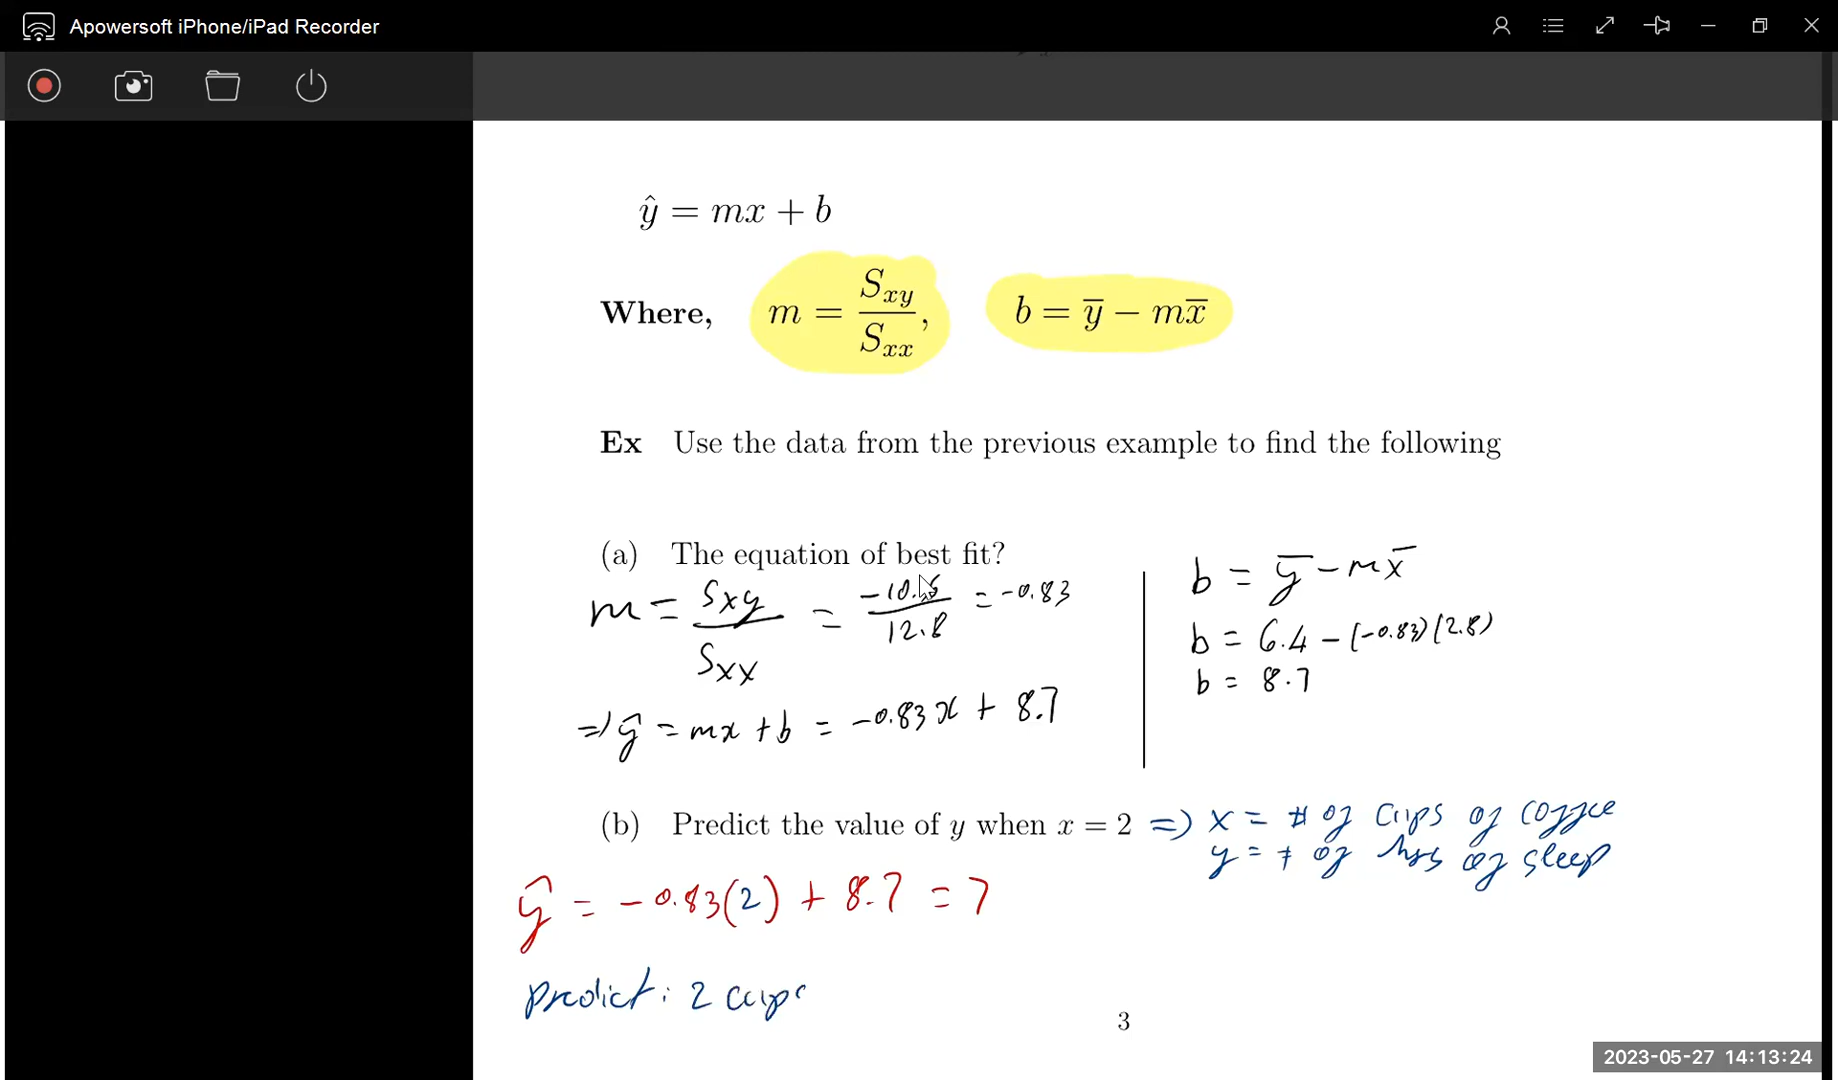 Apowersoft iPhone/iPad Recorder
ŷ = mx + b
Where, m = Sxy / Sxx, b = y̅ − mx̅
Ex Use the data from the previous example to find the following
(a) The equation of best fit?
m = Sxy / Sxx = -10.6 / 12.8 = -0.83
⇒ ŷ = mx + b = -0.83x + 8.7
b = y̅ - mx̅
b = 6.4 - (-0.83)(2.8)
b = 8.7
(b) Predict the value of y when x = 2 ⇒ x = # of cups of coffee
y = # of hrs of sleep
ŷ = -0.83(2) + 8.7 = 7
predict: 2 cups
3
2023-05-27 14:13:24